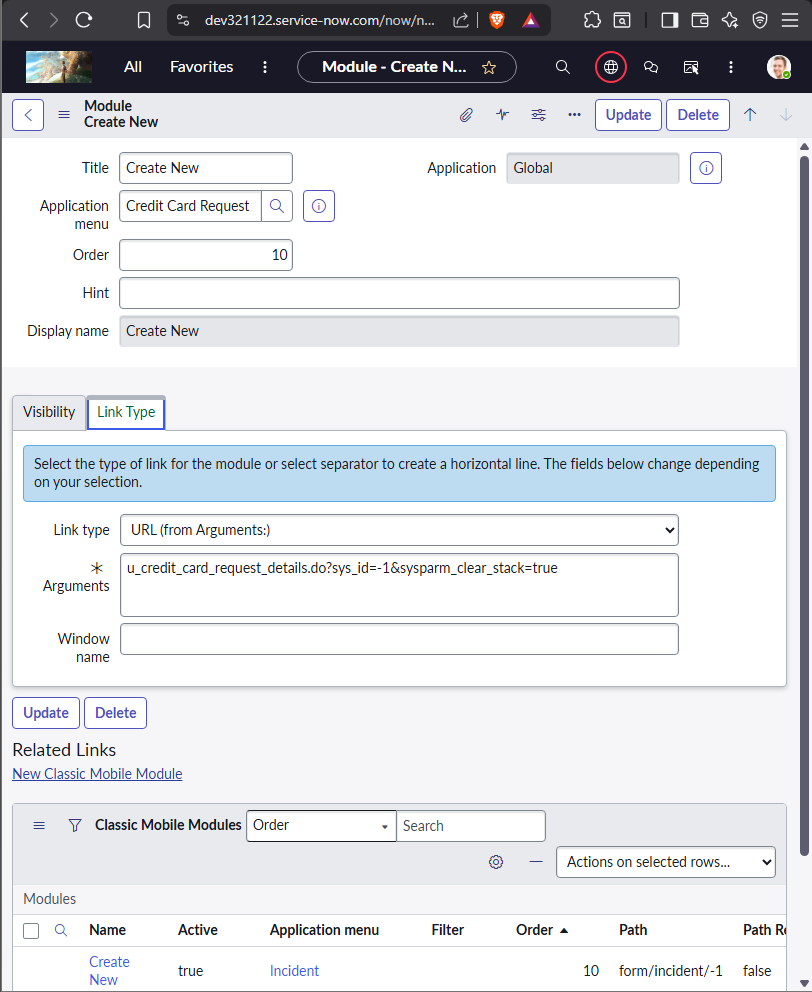 dev321122.service-now.com/now/n...
All Favorites Module - Create N...
Module
Create New
Update Delete
Title Create New Application Global
Application menu Credit Card Request
Order 10
Hint
Display name Create New
Visibility Link Type
Select the type of link for the module or select separator to create a horizontal line. The fields below change depending
on your selection.
Link type URL (from Arguments:)
Arguments u_credit_card_request_details.do?sys_id=-1&sysparm_clear_stack=true
Window name
Update Delete
Related Links
New Classic Mobile Module
Classic Mobile Modules Order Search
Actions on selected rows...
Modules
Name Active Application menu Filter Order Path Path Re
Create New true Incident 10 form/incident/-1 false